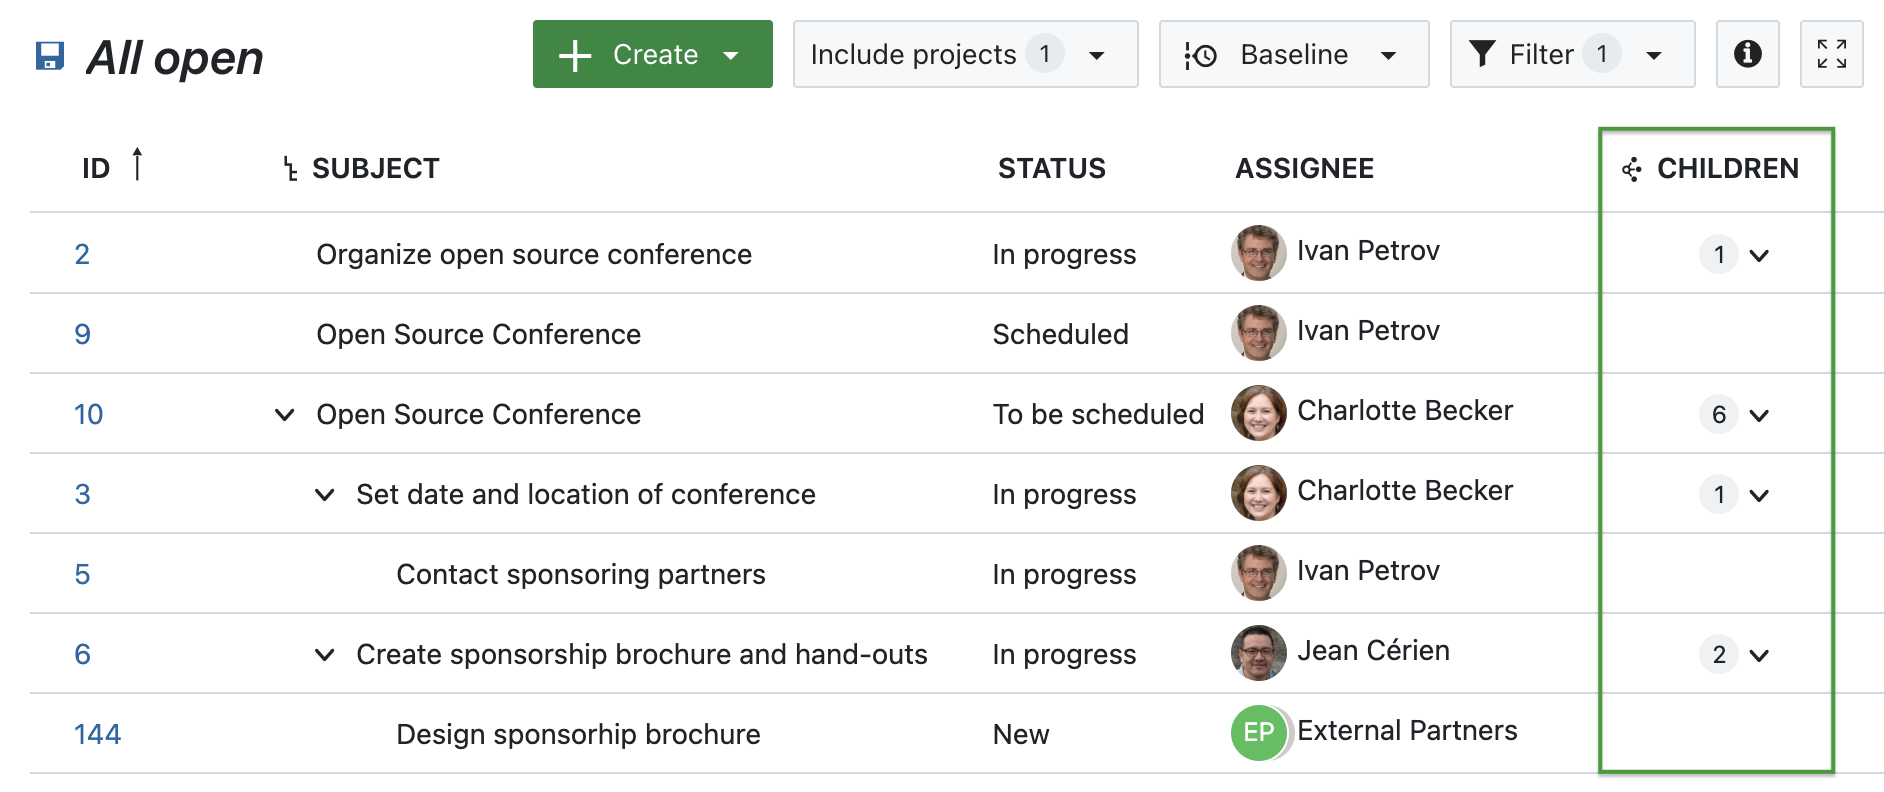 All open
Create
Include projects 1
Baseline
Filter 1
ID SUBJECT STATUS ASSIGNEE CHILDREN
2 Organize open source conference In progress Ivan Petrov 1
9 Open Source Conference Scheduled Ivan Petrov
10 Open Source Conference To be scheduled Charlotte Becker 6
3 Set date and location of conference In progress Charlotte Becker 1
5 Contact sponsoring partners In progress Ivan Petrov
6 Create sponsorship brochure and hand-outs In progress Jean Cérien 2
144 Design sponsorhip brochure New EP External Partners